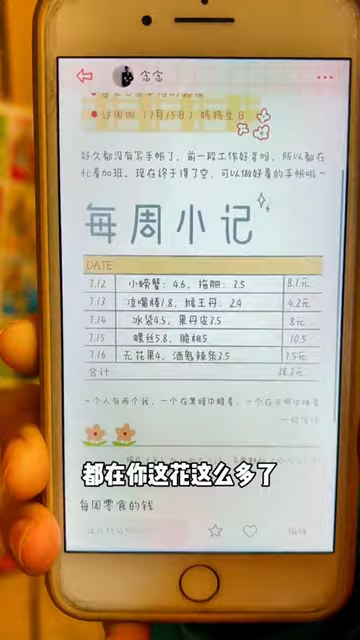 念念
妈妈生日
好久都没有写手帐了，前一段工作好多呀，所以都在
忙着加班。现在终于得了空，可以做好看的手帐啦～
每周小记
DATE
7.12 小螃蟹：4.6，拖肥：3.5 8.1元
7.13 凉嘴棒1.8，猴王丹：2.4 4.2元
7.14 冰袋4.5，果丹皮3.5 8元
7.15 螺丝5.8，脆桃5 10.5
7.16 无花果4，酒鬼辣条3.5 7.5元
合计 38.3元
一个人有两个我，一个在黑暗中醒着，一个在光明中睡着
都在你这花这么多了
每周零食的钱